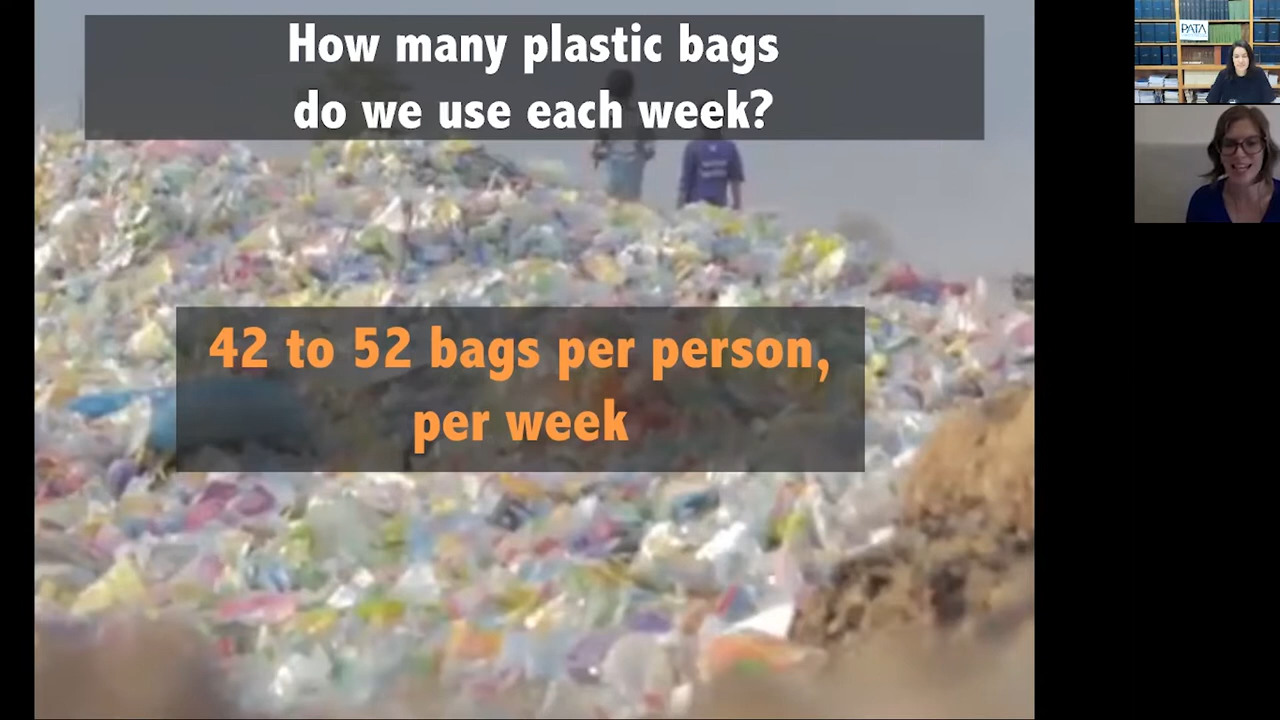 How many plastic bags
do we use each week?
42 to 52 bags per person,
per week
PATA